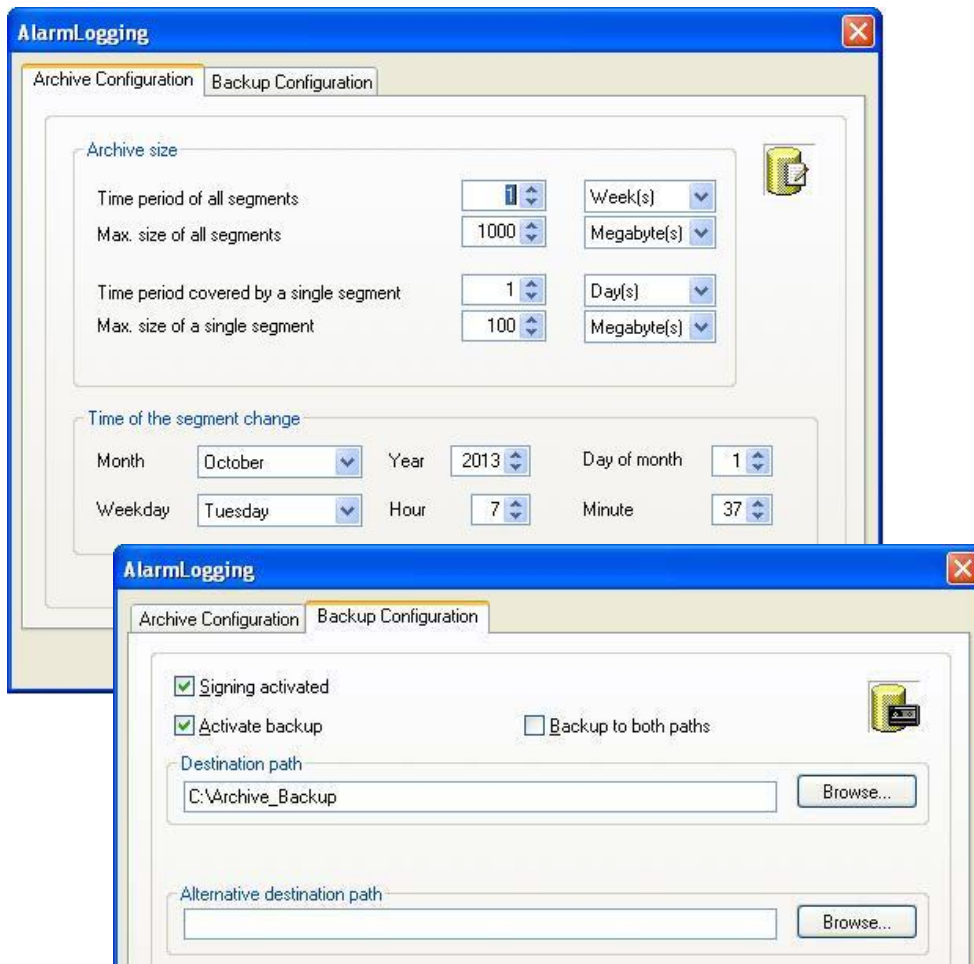 AlarmLogging
Archive Configuration Backup Configuration
Archive size
Time period of all segments 1 Week(s)
Max. size of all segments 1000 Megabyte(s)
Time period covered by a single segment 1 Day(s)
Max. size of a single segment 100 Megabyte(s)
Time of the segment change
Month October Year 2013 Day of month 1
Weekday Tuesday Hour 7 Minute 37
AlarmLogging
Archive Configuration Backup Configuration
Signing activated
Activate backup Backup to both paths
Destination path
C:\Archive_Backup Browse...
Alternative destination path
Browse...